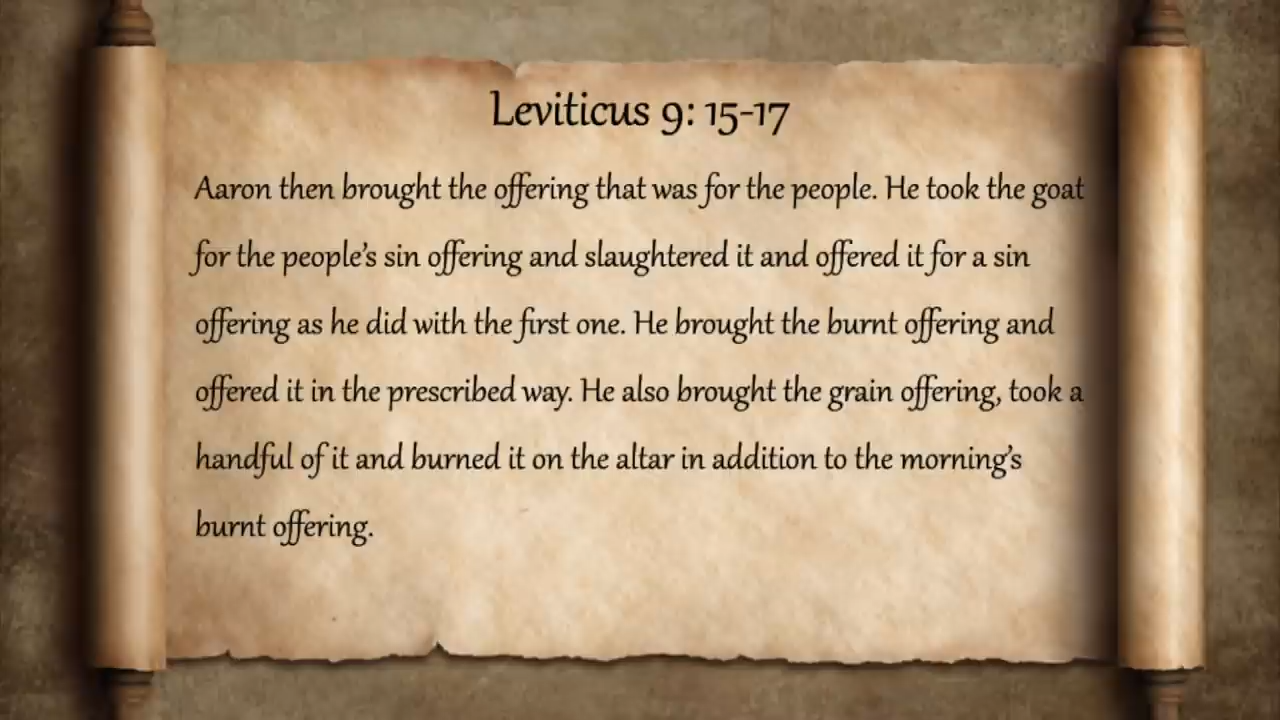 Leviticus 9: 15-17
Aaron then brought the offering that was for the people. He took the goat
for the people’s sin offering and slaughtered it and offered it for a sin
offering as he did with the first one. He brought the burnt offering and
offered it in the prescribed way. He also brought the grain offering, took a
handful of it and burned it on the altar in addition to the morning’s
burnt offering.